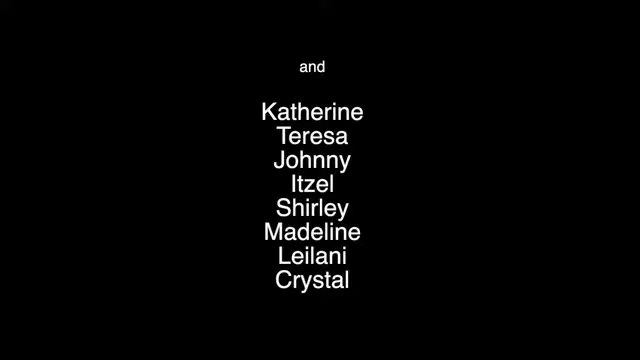 and
Katherine
Teresa
Johnny
Itzel
Shirley
Madeline
Leilani
Crystal